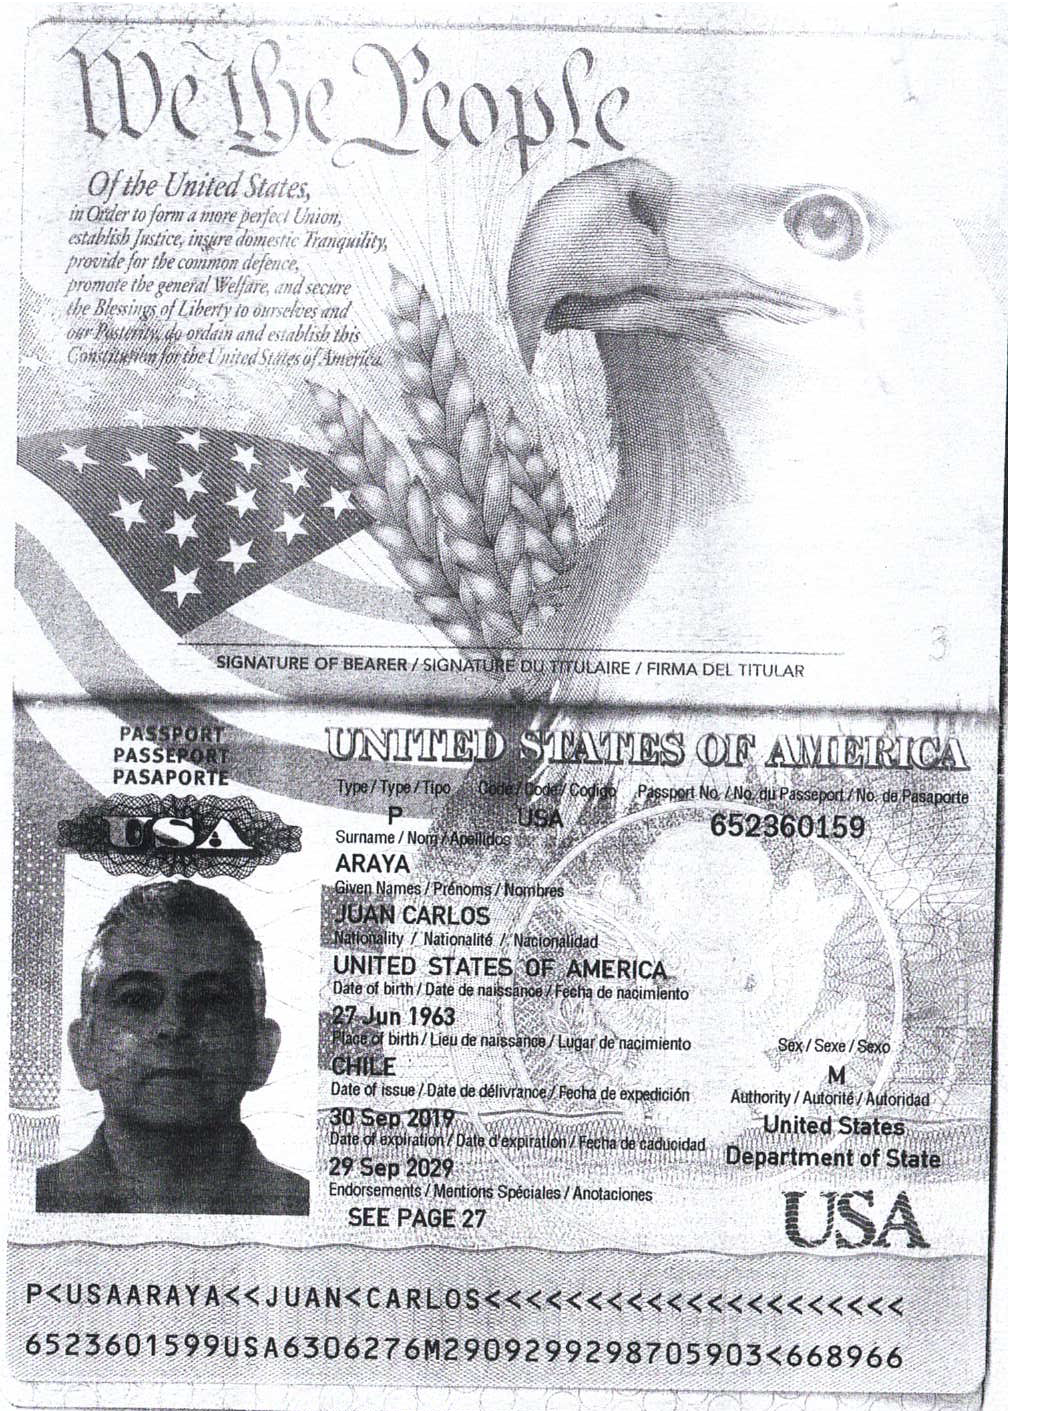 We the People
Of the United States,
in Order to form a more perfect Union,
establish Justice, insure domestic Tranquility,
provide for the common defence,
promote the general Welfare, and secure
the Blessings of Liberty to ourselves and
our Posterity, do ordain and establish this
Constitution for the United States of America.
3
SIGNATURE OF BEARER / SIGNATURE DU TITULAIRE / FIRMA DEL TITULAR
PASSPORT
PASSEPORT
PASAPORTE
USA
UNITED STATES OF AMERICA
Type / Type / Tipo Code / Code / Codigo Passport No. / No. du Passeport / No. de Pasaporte
P USA 652360159
Surname / Nom / Apellidos
ARAYA
Given Names / Prénoms / Nombres
JUAN CARLOS
Nationality / Nationalité / Nacionalidad
UNITED STATES OF AMERICA
Date of birth / Date de naissance / Fecha de nacimiento
27 Jun 1963
Place of birth / Lieu de naissance / Lugar de nacimiento Sex / Sexe / Sexo
CHILE M
Date of issue / Date de délivrance / Fecha de expedición Authority / Autorité / Autoridad
30 Sep 2019 United States
Date of expiration / Date d'expiration / Fecha de caducidad Department of State
29 Sep 2029
Endorsements / Mentions Spéciales / Anotaciones
SEE PAGE 27
USA
P<USAARAYA<<JUAN<CARLOS<<<<<<<<<<<<<<<<<<<<<
6523601599USA6306276M2909299298705903<668966